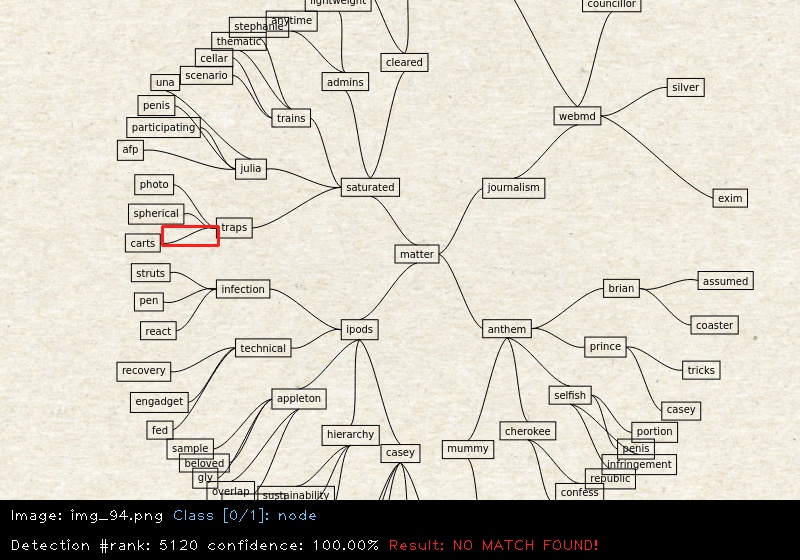 lightweight
councillor
anytime
stephanie
thematic
cleared
cellar
scenario
una
admins
silver
penis
trains
webmd
participating
afp
julia
photo
saturated
journalism
exim
spherical
traps
carts
matter
struts
assumed
infection
brian
pen
coaster
react
ipods
anthem
technical
prince
recovery
tricks
engadget
appleton
selfish
casey
fed
hierarchy
cherokee
portion
sample
casey
mummy
penis
beloved
infringement
gly
republic
overlap
sustainability
confess
Image: img_94.png Class [0/1]: node
Detection #rank: 5120 confidence: 100.00% Result: NO MATCH FOUND!